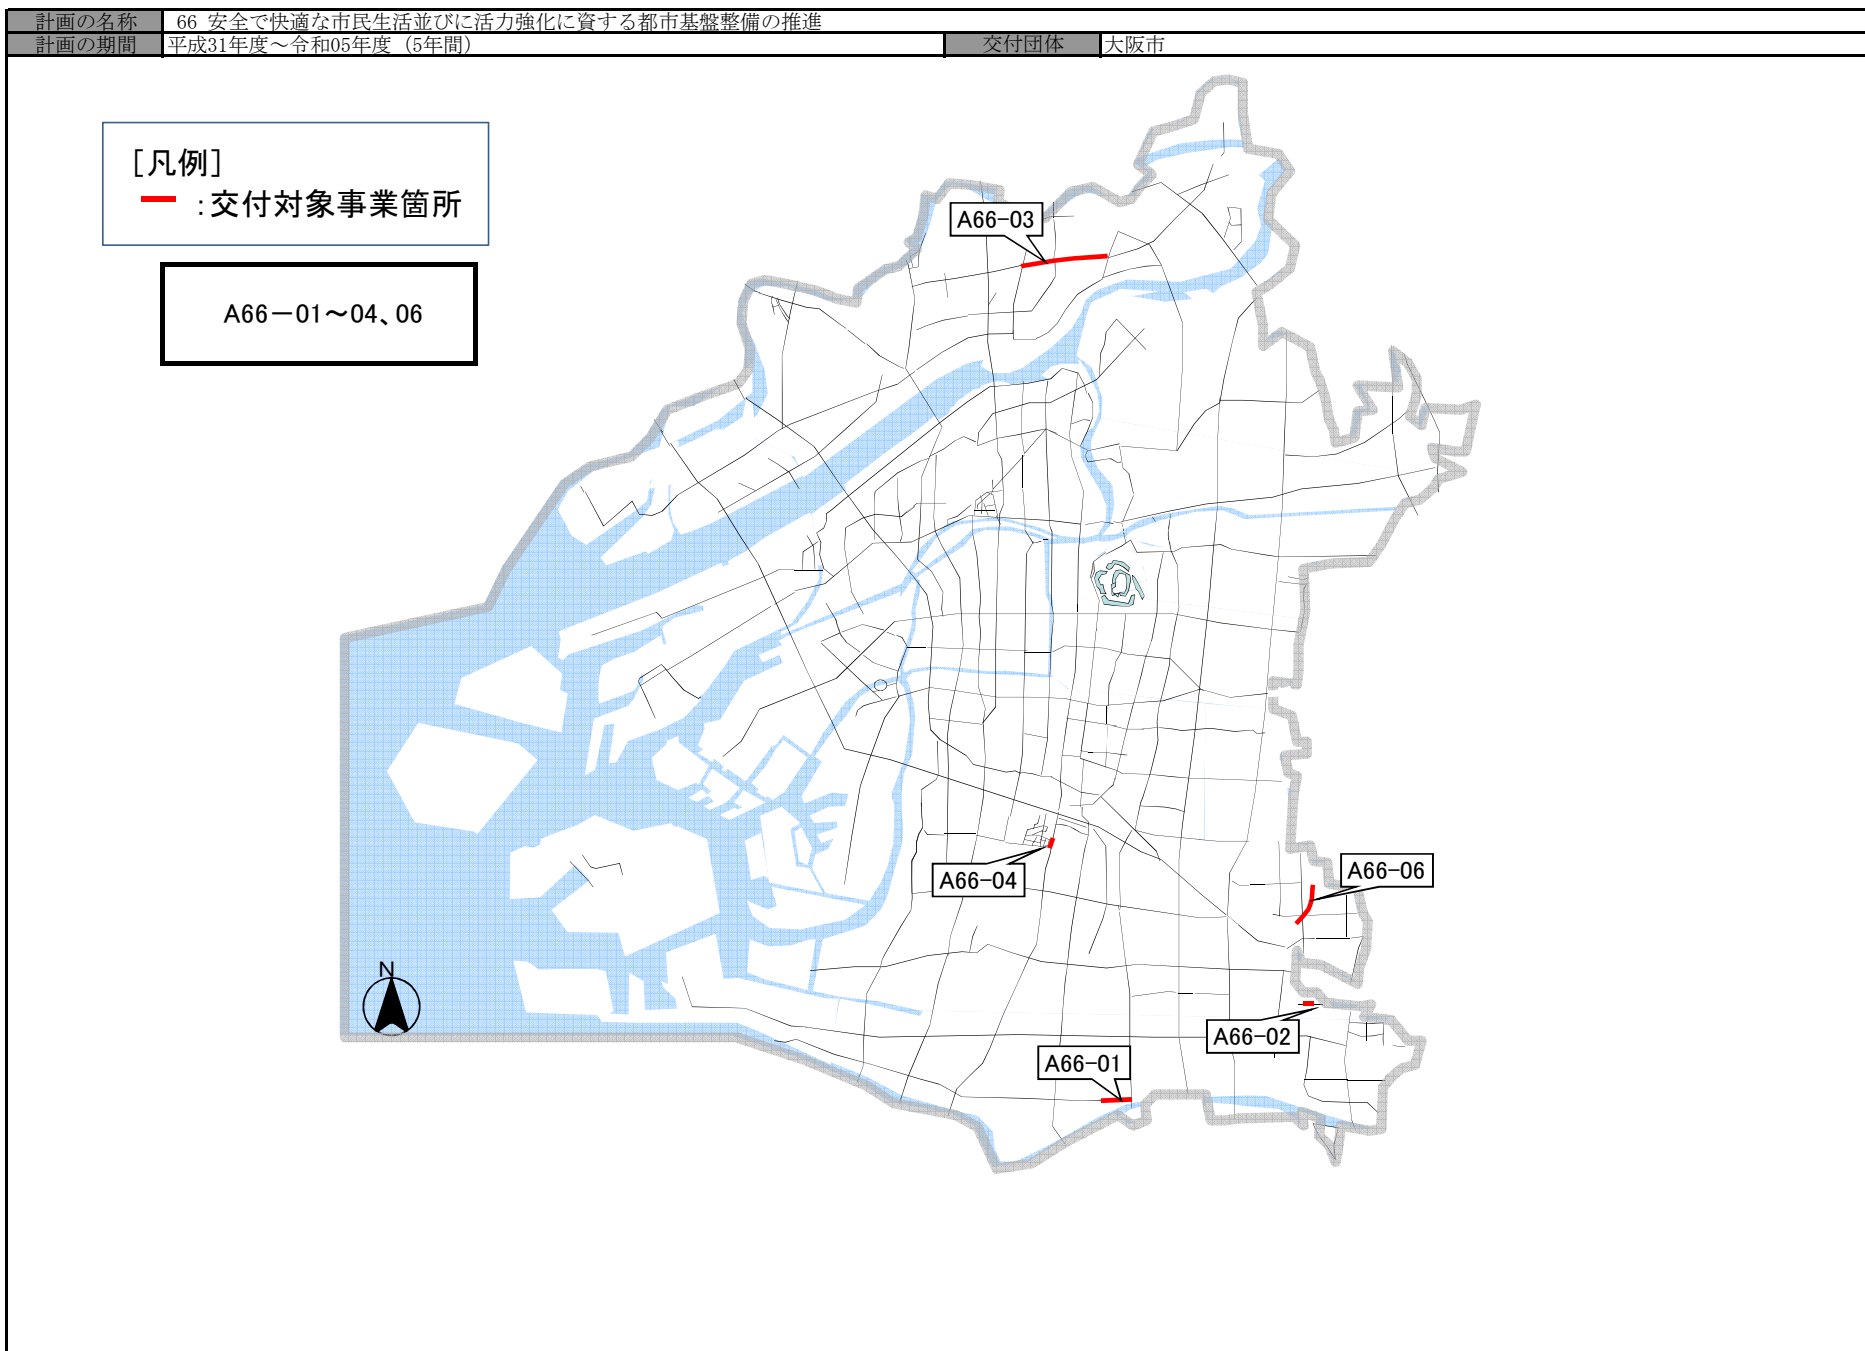 計画の名称 66 安全で快適な市民生活並びに活力強化に資する都市基盤整備の推進
計画の期間 平成31年度~令和05年度 (5年間) 交付団体 大阪市
[凡例]
:交付対象事業箇所
A66-01~04、06
A66-03
A66-04
A66-06
N
A66-02
A66-01